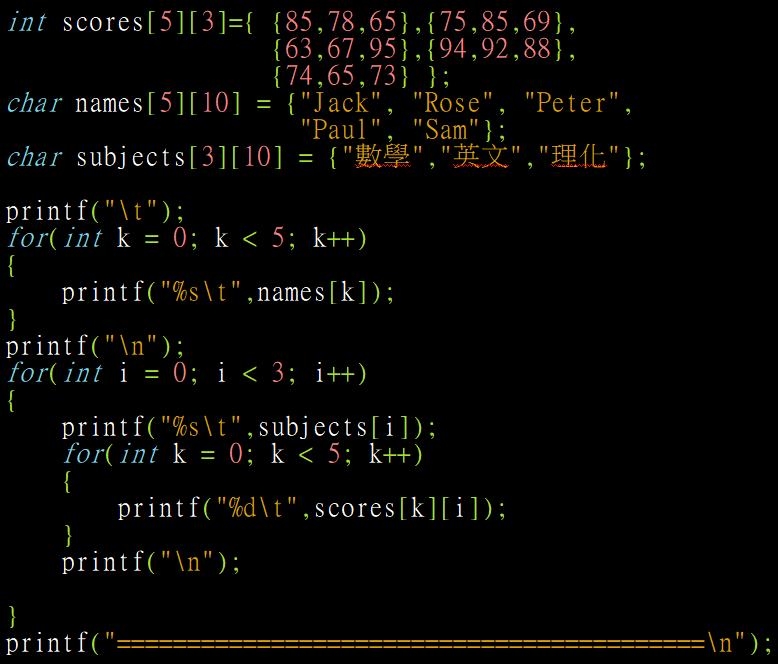 int scores[5][3]={ {85,78,65},{75,85,69},
{63,67,95},{94,92,88},
{74,65,73} };
char names[5][10] = {"Jack", "Rose", "Peter",
"Paul", "Sam"};
char subjects[3][10] = {"數學","英文","理化"};
printf("\t");
for(int k = 0; k < 5; k++)
{
printf("%s\t",names[k]);
}
printf("\n");
for(int i = 0; i < 3; i++)
{
printf("%s\t",subjects[i]);
for(int k = 0; k < 5; k++)
{
printf("%d\t",scores[k][i]);
}
printf("\n");
}
printf("==========================================\n");